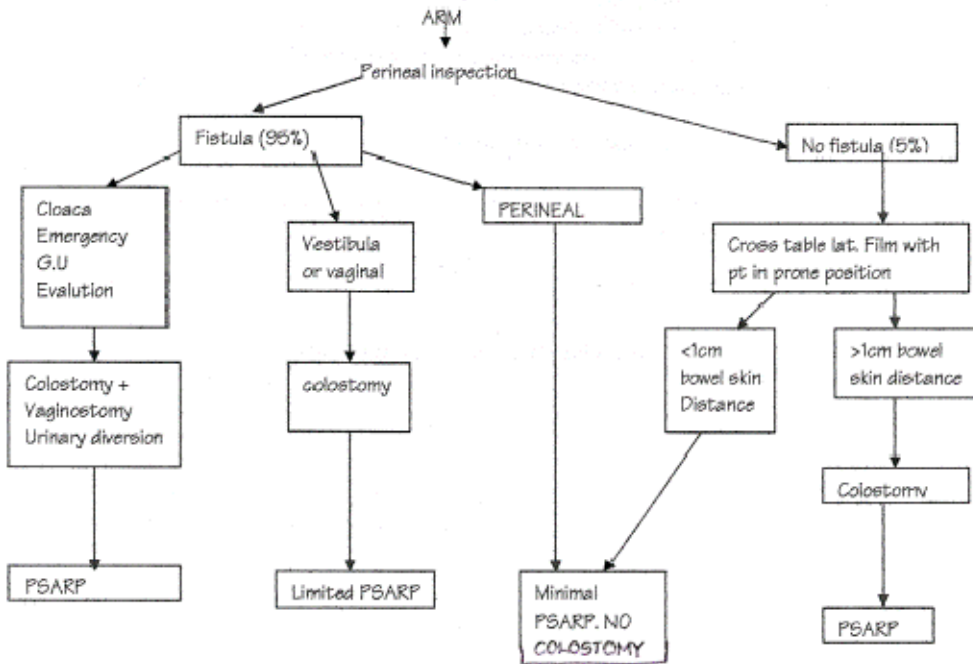 ARM
Perineal inspection
Fistula (95%)
No fistula (5%)
Cloaca
Emergency
G.U
Evalution
Vestibula
or vaginal
PERINEAL
Cross table lat. Film with
pt in prone position
<1cm
bowel skin
Distance
>1cm bowel
skin distance
Colostomy +
Vaginostomy
Urinary diversion
colostomy
Colostomy
PSARP
Limited PSARP
Minimal
PSARP. NO
COLOSTOMY
PSARP